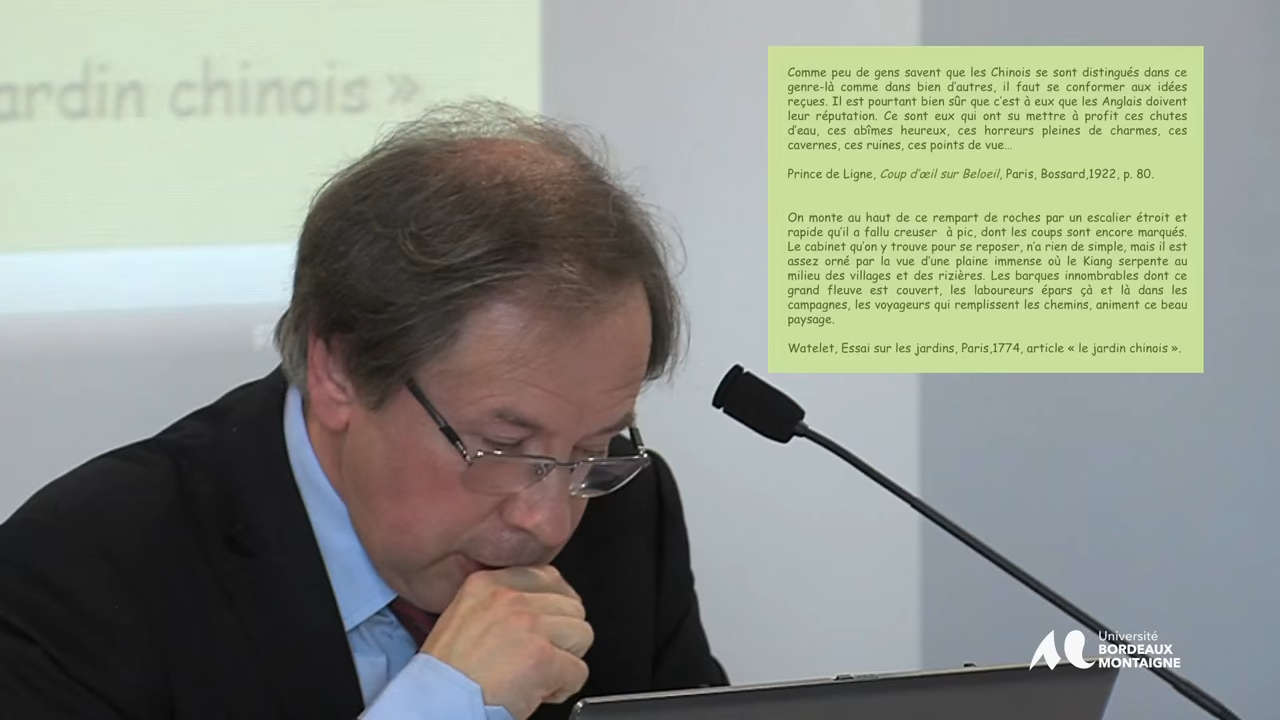 ardin chinois »
Comme peu de gens savent que les Chinois se sont distingués dans ce
genre-là comme dans bien d'autres, il faut se conformer aux idées
reçues. Il est pourtant bien sûr que c'est à eux que les Anglais doivent
leur réputation. Ce sont eux qui ont su mettre à profit ces chutes
d'eau, ces abîmes heureux, ces horreurs pleines de charmes, ces
cavernes, ces ruines, ces points de vue…
Prince de Ligne, Coup d'œil sur Beloeil, Paris, Bossard,1922, p. 80.
On monte au haut de ce rempart de roches par un escalier étroit et
rapide qu'il a fallu creuser à pic, dont les coups sont encore marqués.
Le cabinet qu'on y trouve pour se reposer, n'a rien de simple, mais il est
assez orné par la vue d'une plaine immense où le Kiang serpente au
milieu des villages et des rizières. Les barques innombrables dont ce
grand fleuve est couvert, les laboureurs épars çà et là dans les
campagnes, les voyageurs qui remplissent les chemins, animent ce beau
paysage.
Watelet, Essai sur les jardins, Paris,1774, article « le jardin chinois ».
Université
BORDEAUX
MONTAIGNE